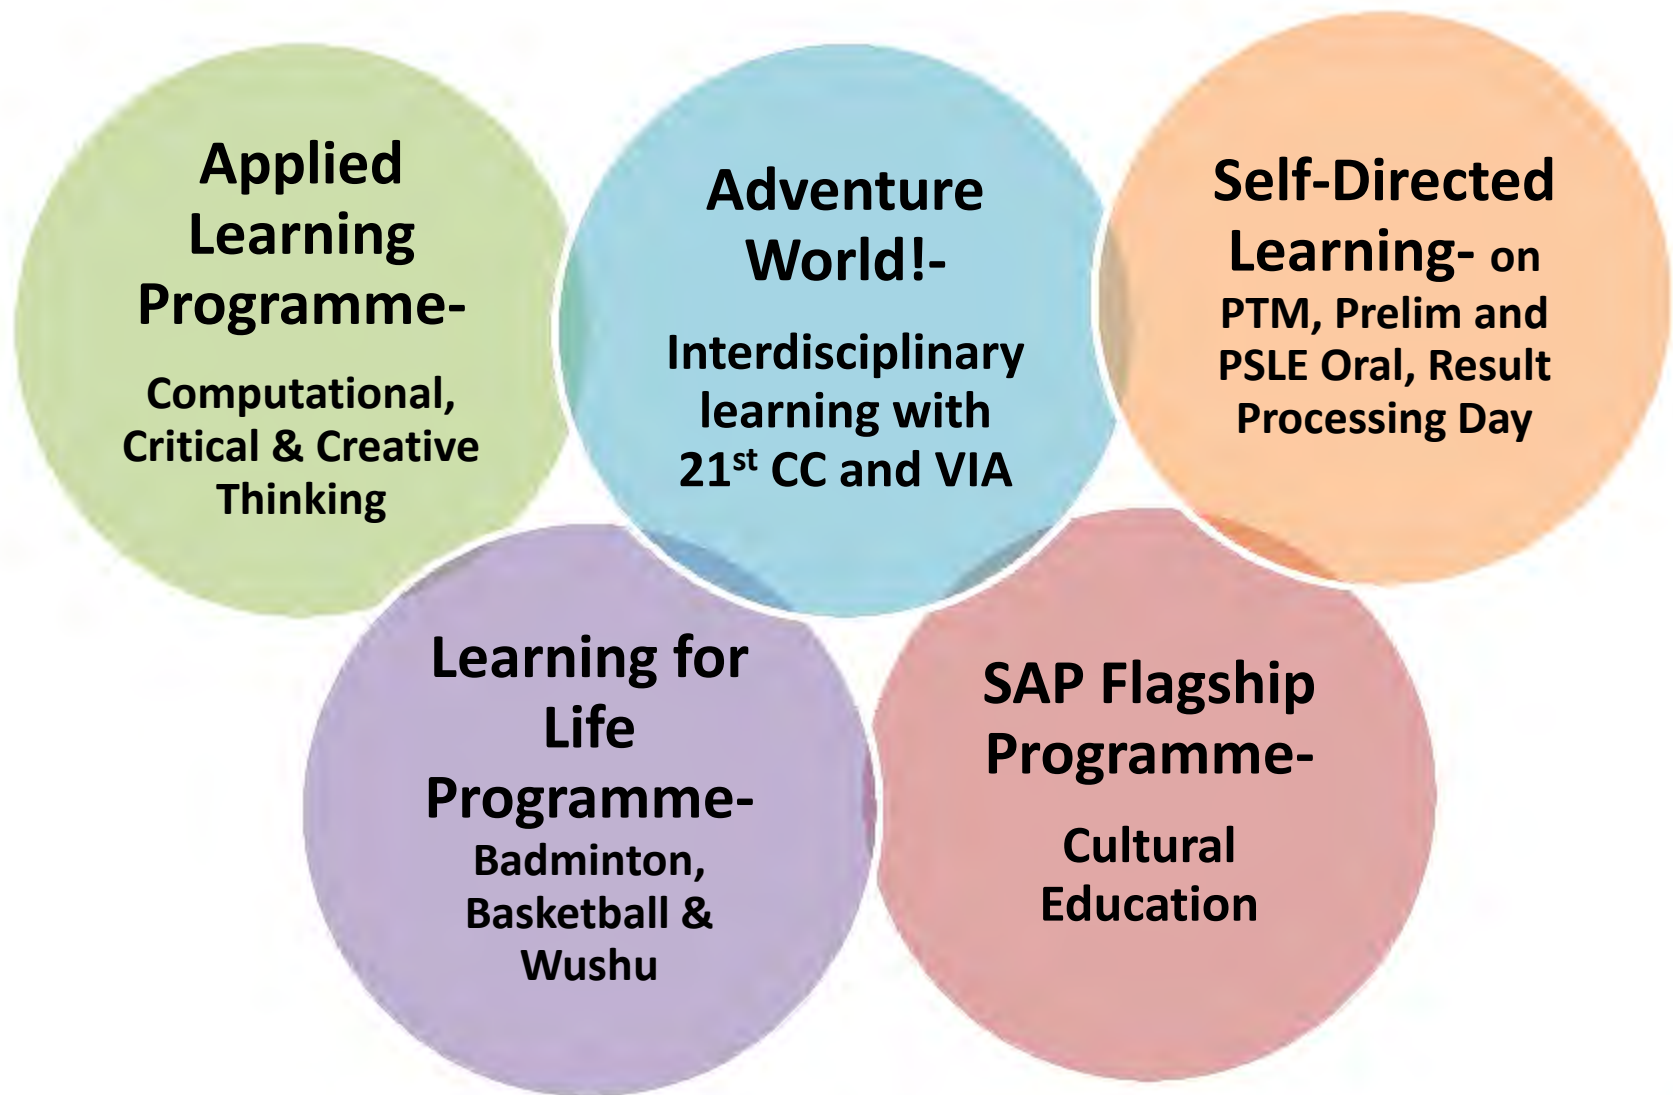 Applied
Learning
Programme-
Computational,
Critical & Creative
Thinking
Adventure
World!-
Interdisciplinary
learning with
21st CC and VIA
Self-Directed
Learning- on
PTM, Prelim and
PSLE Oral, Result
Processing Day
Learning for
Life
Programme-
Badminton,
Basketball &
Wushu
SAP Flagship
Programme-
Cultural
Education